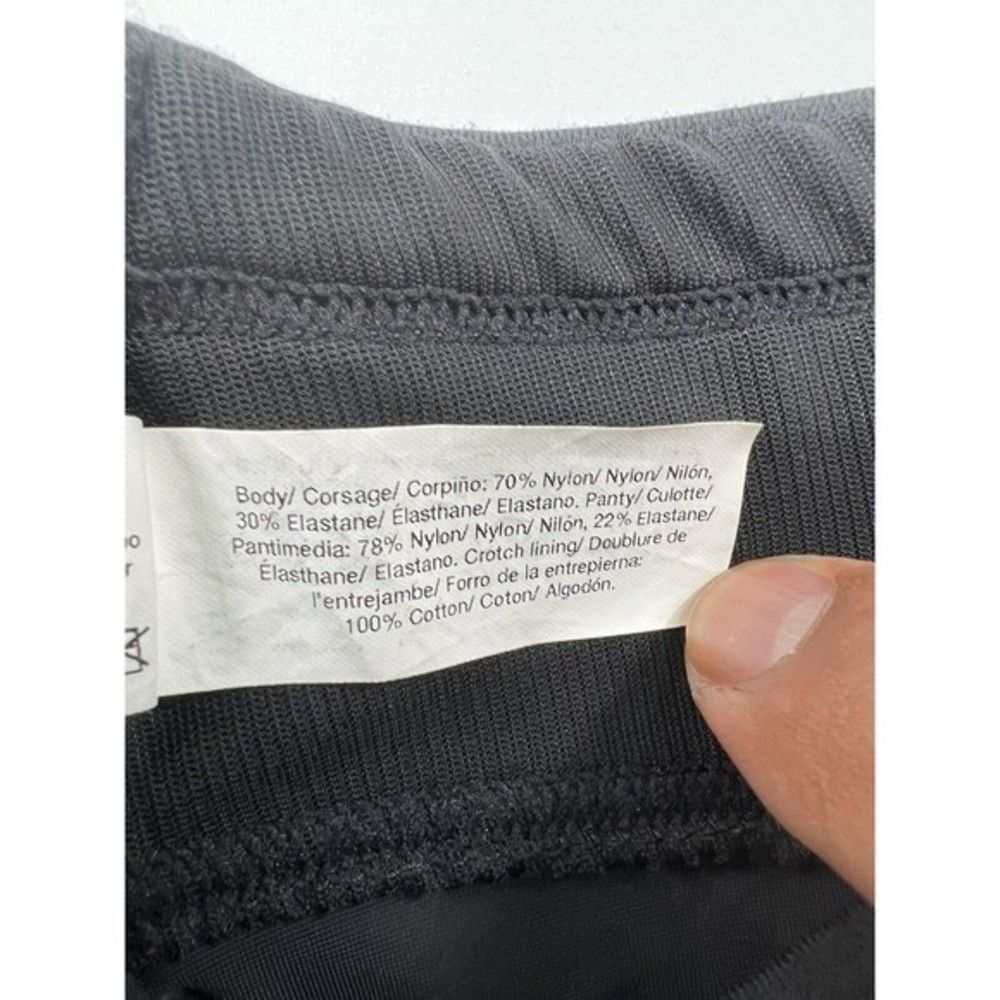 Body/ Corsage/ Corpiño: 70% Nylon/ Nylon/ Nilón,
30% Elastane/ Élasthane/ Elastano. Panty/ Culotte/
Pantimédia: 78% Nylon/ Nylon/ Nilón, 22% Elastane/
Élasthane/ Elastano. Crotch lining/ Doublure de
l'entrejambe/ Forro de la entrepierna:
100% Cotton/ Coton/ Algodón.